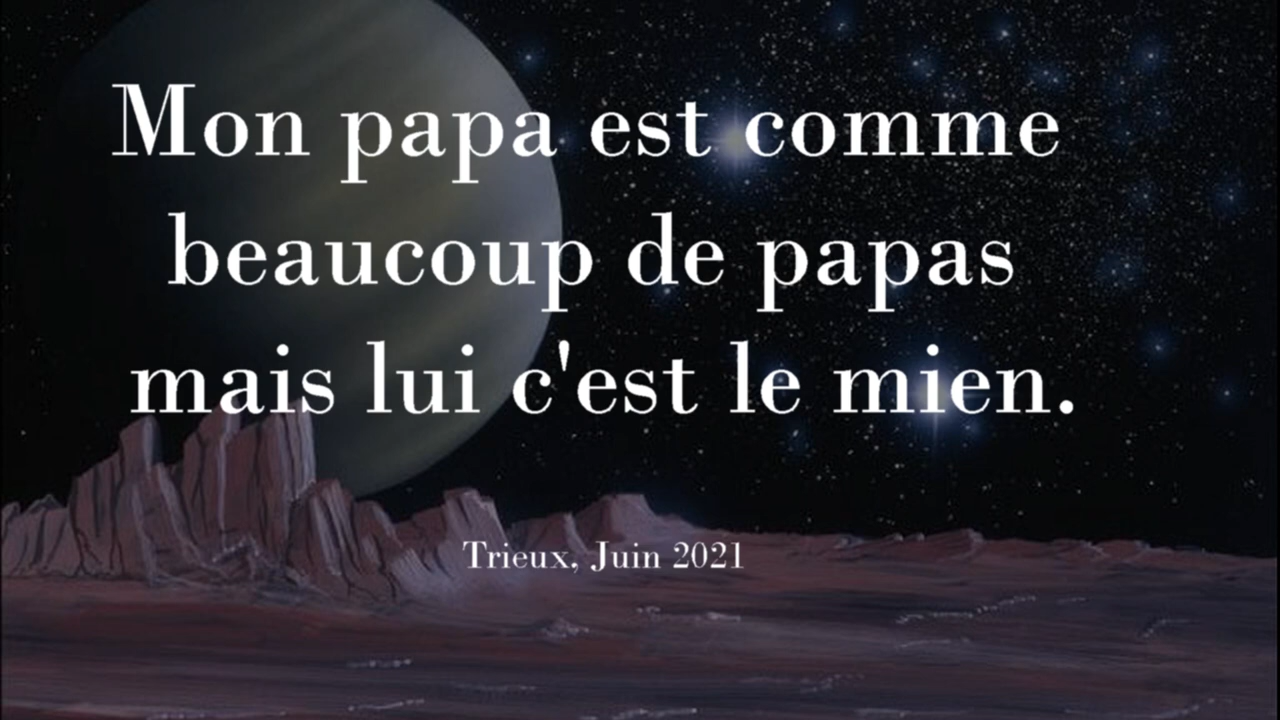 Mon papa est comme
beaucoup de papas
mais lui c'est le mien.
Trieux, Juin 2021